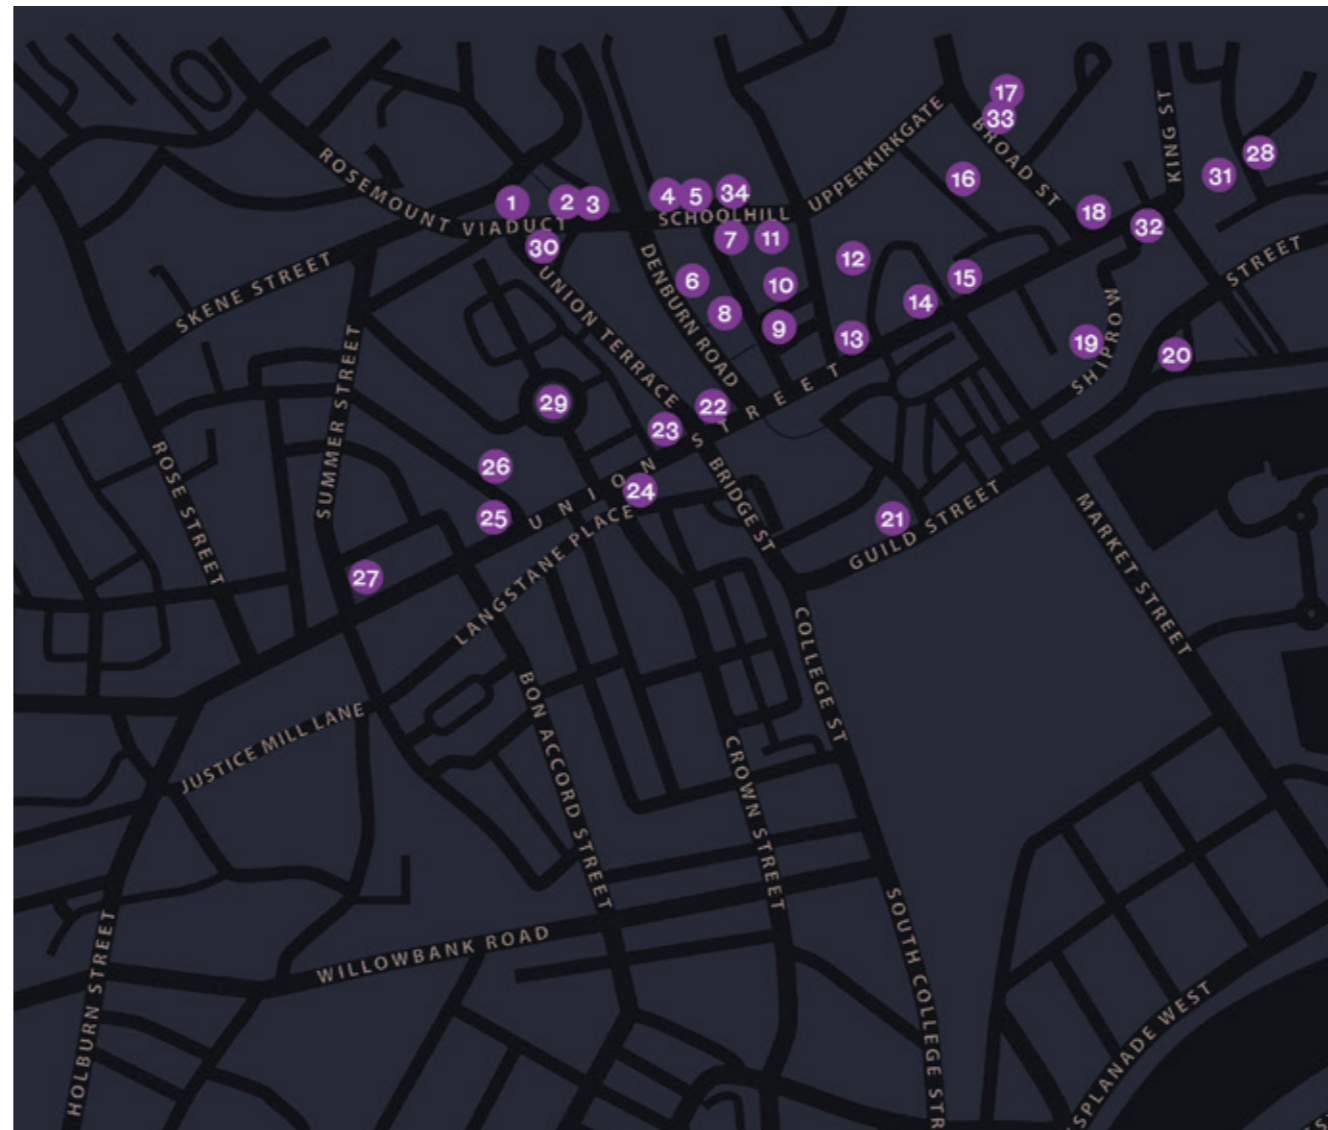 17
33
BROAD ST
KING ST
28
UPPERKIRKGATE
31
16
ROSEMOUNT VIADUCT
1
2
3
4
5
34
SCHOOLHILL
18
32
7
11
30
12
SKENE STREET
UNION TERRACE
DENBURN ROAD
6
10
15
STREET
8
14
9
13
SHIPROW
19
20
SUMMER STREET
29
22
23
UNION STREET
ROSE STREET
26
24
BRIDGE ST
25
21
GUILD STREET
MARKET STREET
LANGSTANE PLACE
27
COLLEGE ST
JUSTICE MILL LANE
BON ACCORD STREET
CROWN STREET
WILLOWBANK ROAD
HOLBURN STREET
SOUTH COLLEGE STR
SPLANADE WEST